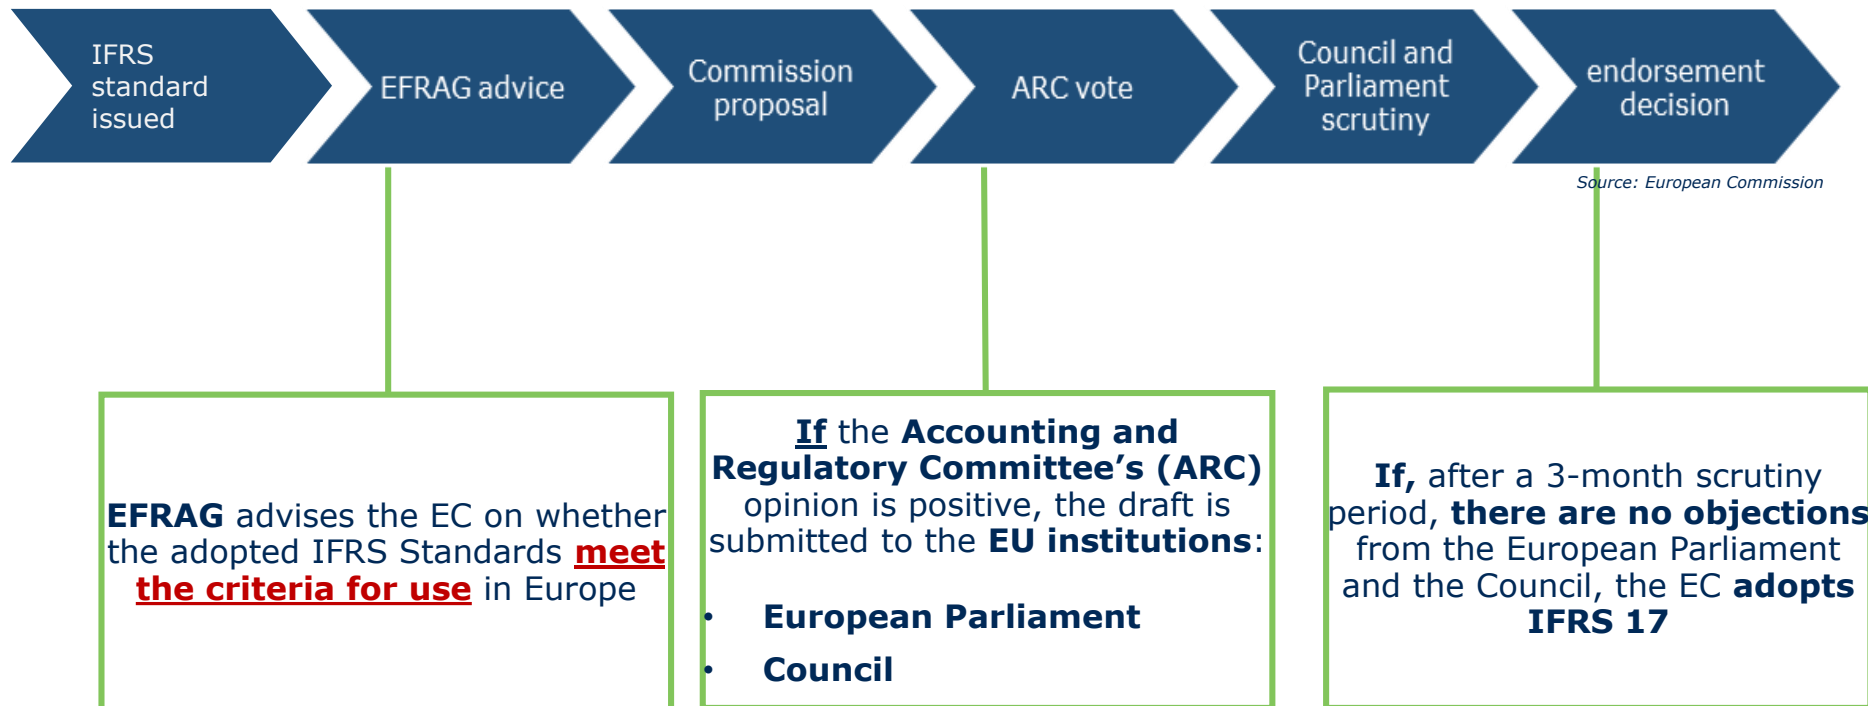 IFRS
standard
issued
EFRAG advice
Commission
proposal
ARC vote
Council and
Parliament
scrutiny
endorsement
decision
Source: European Commission
EFRAG advises the EC on whether
the adopted IFRS Standards meet
the criteria for use in Europe
If the Accounting and
Regulatory Committee’s (ARC)
opinion is positive, the draft is
submitted to the EU institutions:
• European Parliament
• Council
If, after a 3-month scrutiny
period, there are no objections
from the European Parliament
and the Council, the EC adopts
IFRS 17